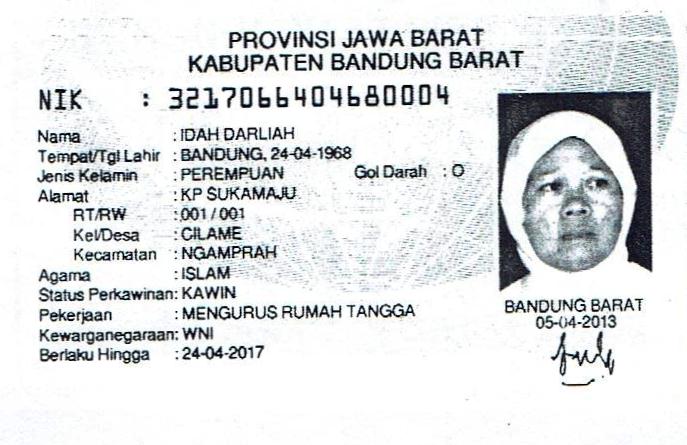 PROVINSI JAWA BARAT
KABUPATEN BANDUNG BARAT
NIK : 3217066404680004
Nama : IDAH DARLIAH
Tempat/Tgl Lahir : BANDUNG, 24-04-1968
Jenis Kelamin : PEREMPUAN Gol Darah : O
Alamat : KP SUKAMAJU
RT/RW : 001 / 001
Kel/Desa : CILAME
Kecamatan : NGAMPRAH
Agama : ISLAM
Status Perkawinan: KAWIN
Pekerjaan : MENGURUS RUMAH TANGGA
Kewarganegaraan: WNI
Berlaku Hingga : 24-04-2017
BANDUNG BARAT
05-04-2013